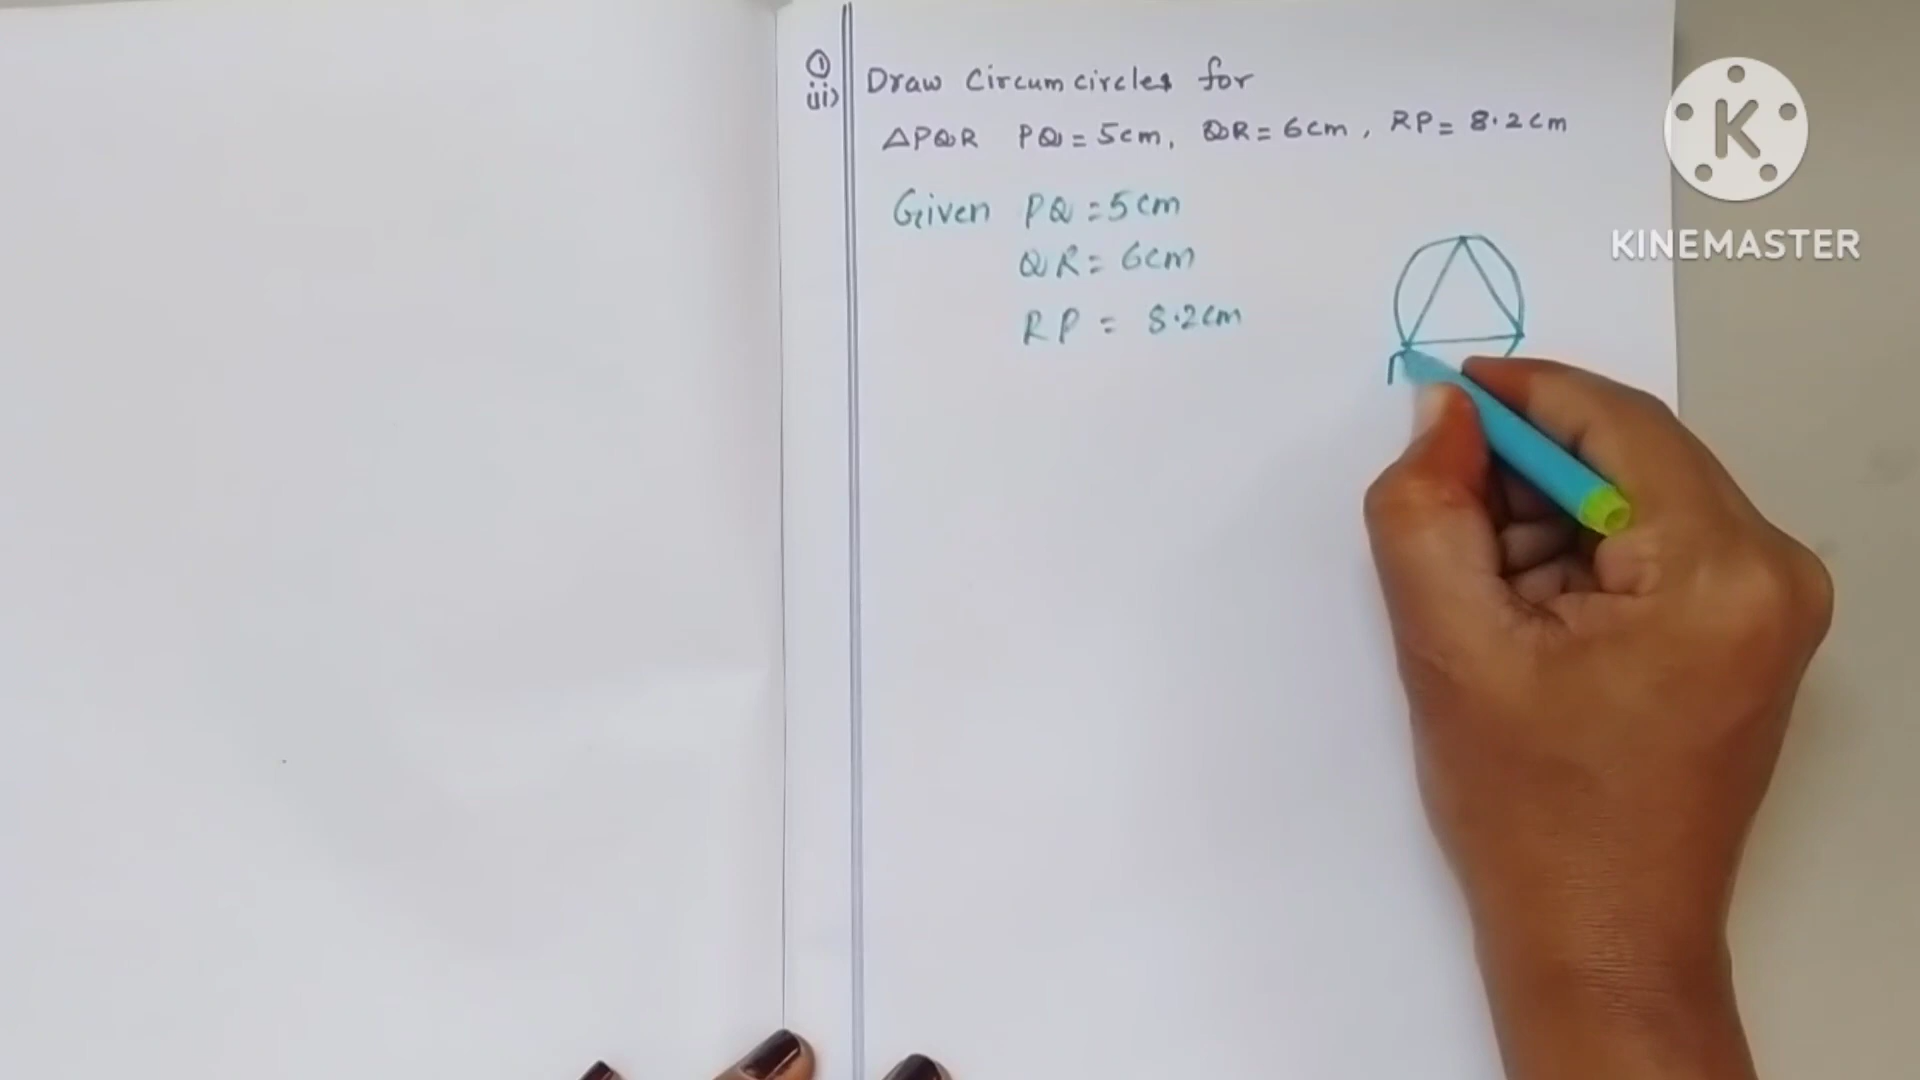 ① Draw Circumcircles for
(ii) △PQR PQ = 5cm, QR = 6cm, RP = 8.2cm
Given PQ = 5cm
QR = 6cm
RP = 8.2cm
K
KINEMASTER